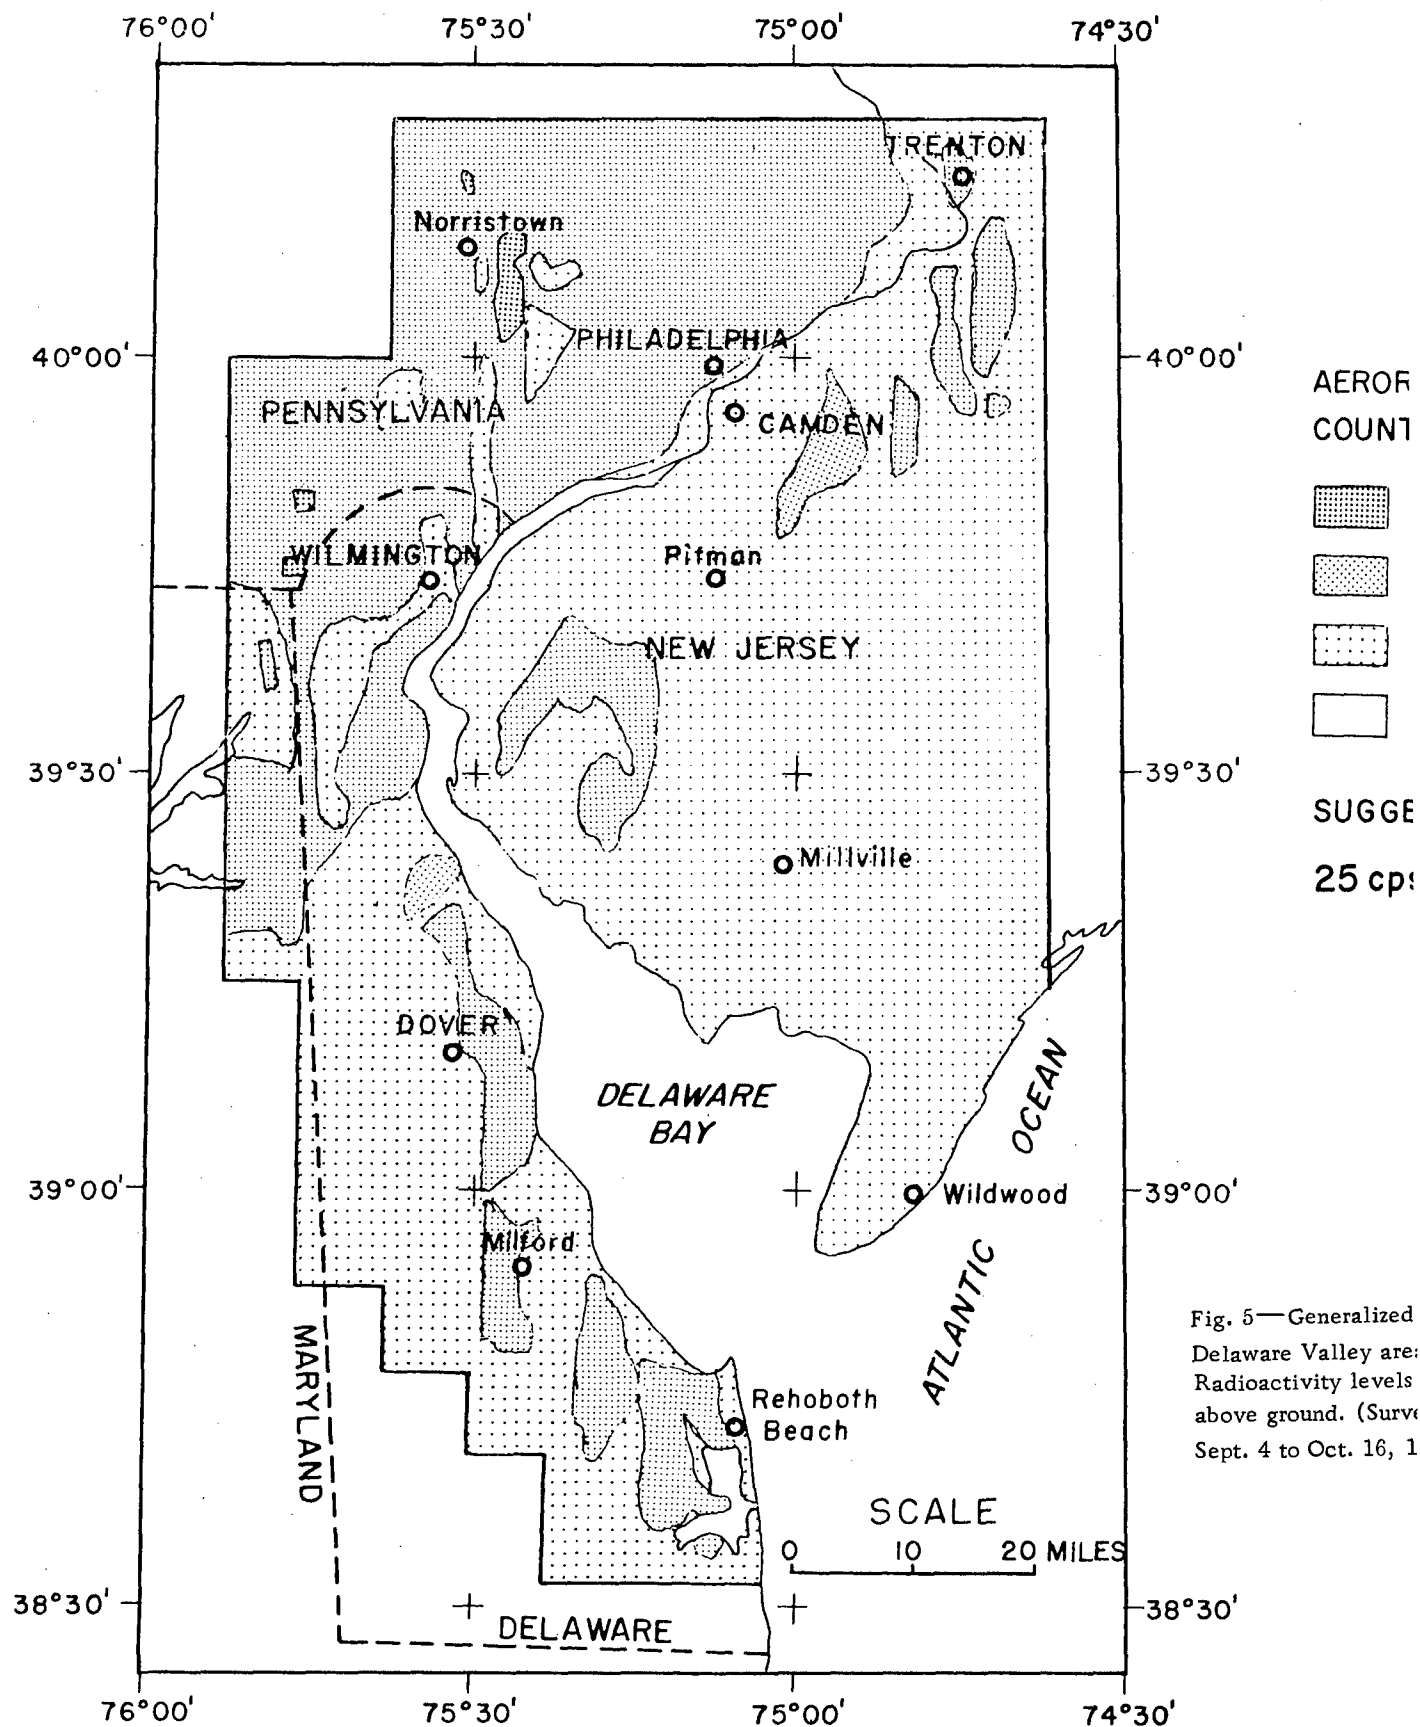 76°00' 75°30' 75°00' 74°30'
TRENTON
Norristown
PHILADELPHIA
40°00' 40°00'
PENNSYLVANIA
CAMDEN
WILMINGTON
Pitman
NEW JERSEY
39°30' 39°30'
Millville
DOVER
DELAWARE
BAY
OCEAN
39°00' 39°00'
Wildwood
Milford
ATLANTIC
MARYLAND
Rehoboth
Beach
SCALE
0 10 20 MILES
38°30' 38°30'
DELAWARE
76°00' 75°30' 75°00' 74°30'
AEROR
COUNT
SUGGE
25 cps
Fig. 5—Generalized
Delaware Valley area
Radioactivity levels
above ground. (Surve
Sept. 4 to Oct. 16, 1